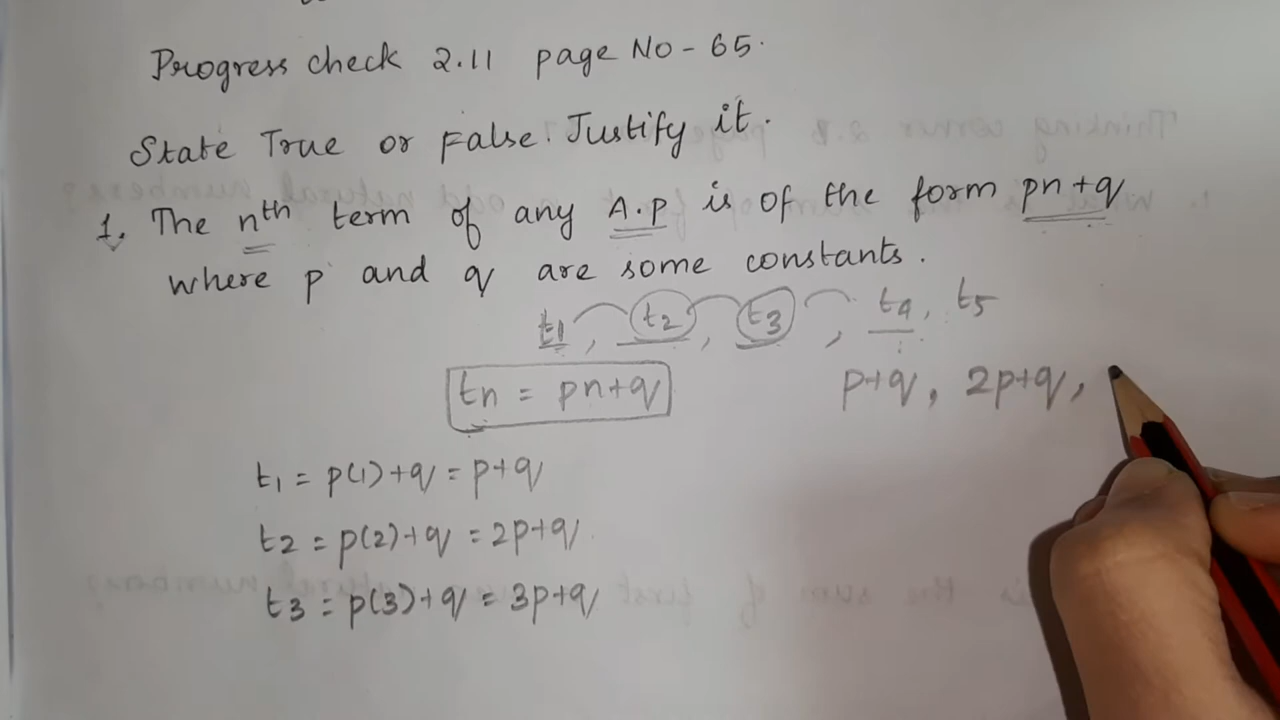 Progress check 2.11 page No - 65.
State True or False. Justify it.
1. The nth term of any A.P is of the form pn+q
where p and q are some constants.
t1, t2, t3, t4, t5
tn = pn+q
p+q, 2p+q,
t1 = p(1)+q = p+q
t2 = p(2)+q = 2p+q
t3 = p(3)+q = 3p+q